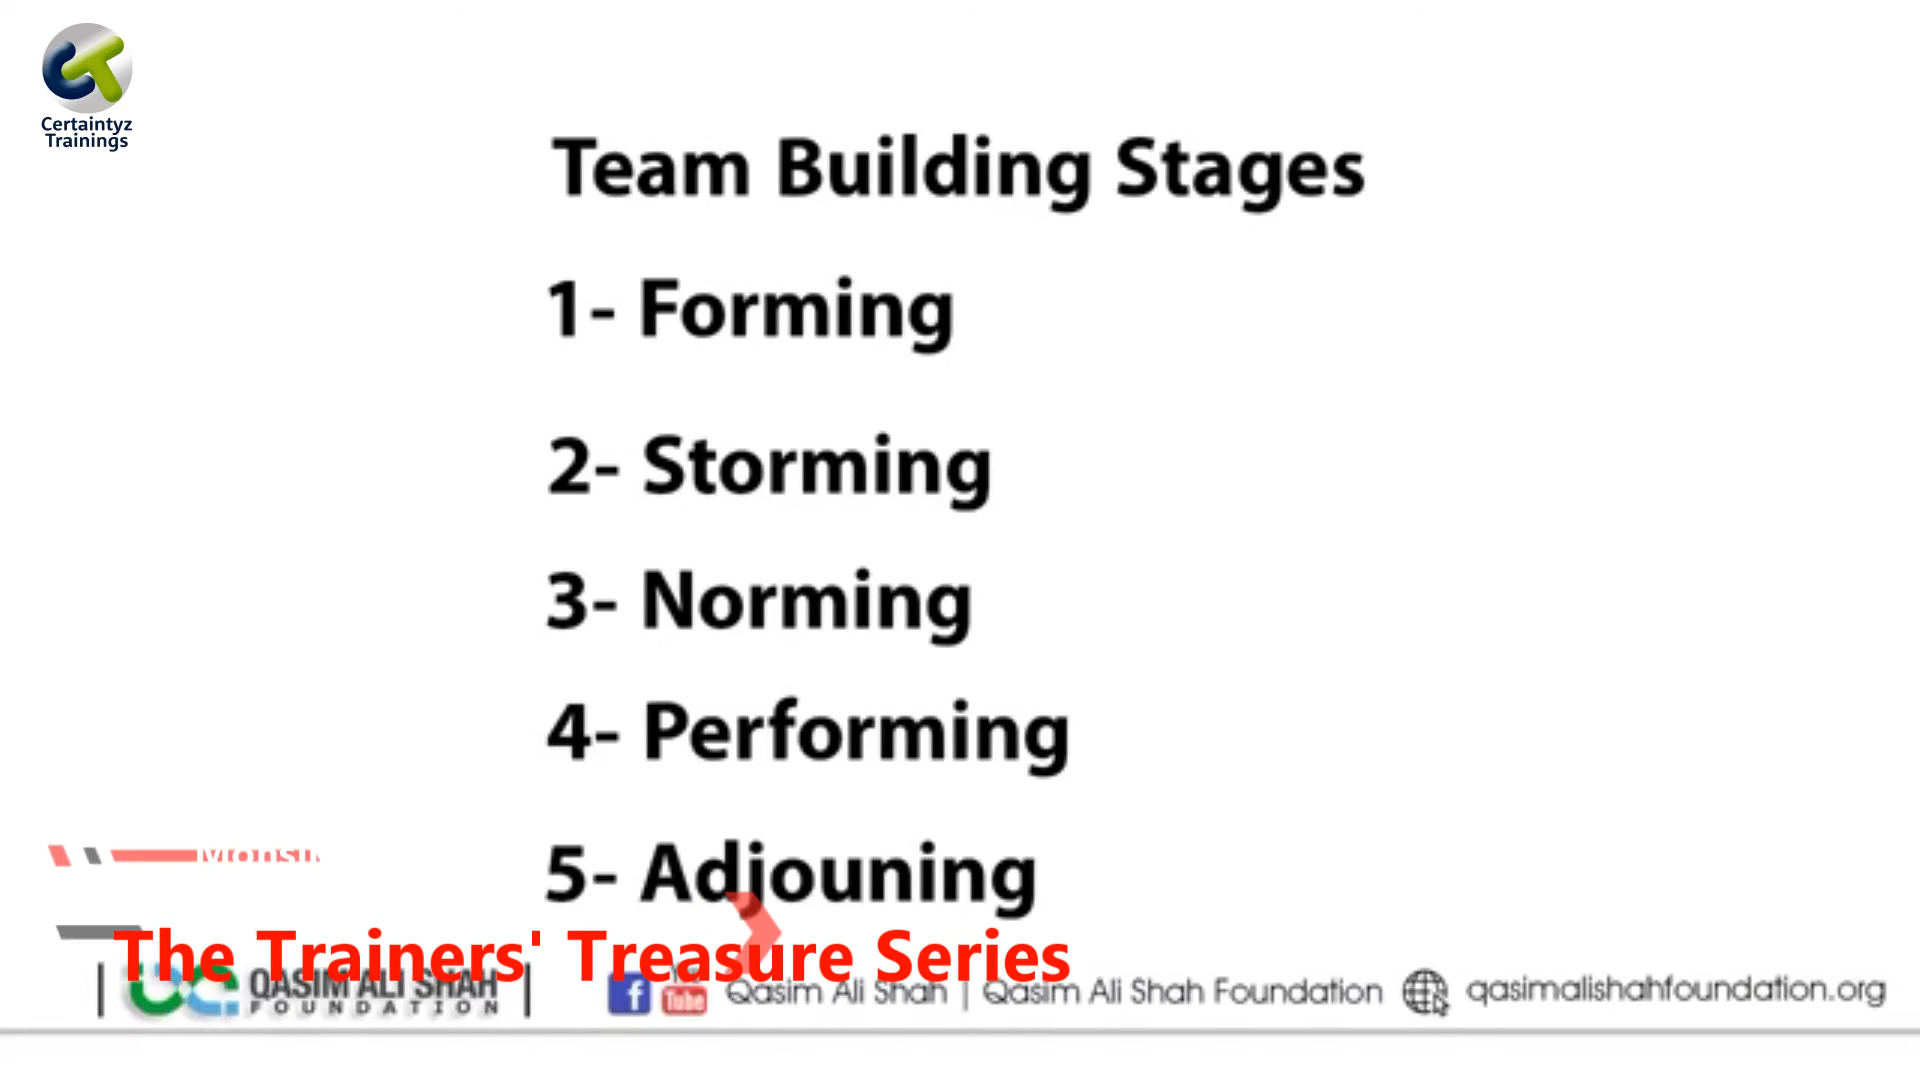 Certaintyz
Trainings
Team Building Stages
1- Forming
2- Storming
3- Norming
4- Performing
5- Adjouning
The Trainers' Treasure Series
QASIM ALI SHAH
FOUNDATION
f Tube Qasim Ali Shah | Qasim Ali Shah Foundation qasimalishahfoundation.org